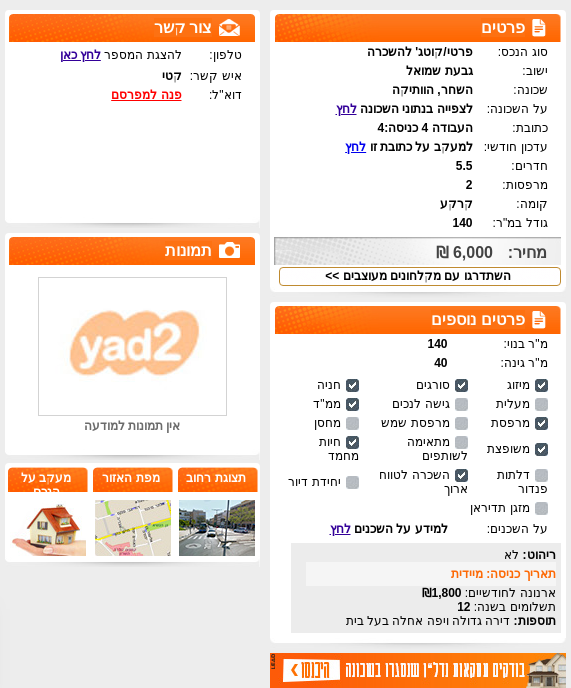 פרטים
סוג הנכס: פרטי/קוטג' להשכרה
ישוב: גבעת שמואל
שכונה: השחר, הוותיקה
על השכונה: לצפייה בנתוני השכונה לחץ
כתובת: העבודה 4 כניסה:4
עדכון חודשי: למעקב על כתובת זו לחץ
חדרים: 5.5
מרפסות: 2
קומה: קרקע
גודל במ"ר: 140
מחיר: 6,000 ₪
השתדרגו עם מקלחונים מעוצבים >>
פרטים נוספים
מ"ר בנוי: 140
מ"ר גינה: 40
מיזוג סורגים חניה
מעלית גישה לנכים ממ"ד
מרפסת מרפסת שמש מחסן
משופצת מתאימה לשותפים חיות מחמד
דלתות פנדור השכרה לטווח ארוך יחידת דיור
מזגן תדיראן
על השכנים: למידע על השכנים לחץ
ריהוט: לא
תאריך כניסה: מיידית
ארנונה לחודשיים: 1,800₪
תשלומים בשנה: 12
תוספות: דירה גדולה ויפה אחלה בעל בית
בודקים עסקאות נדל"ן שנסגרו בשכונה
היכנסו
צור קשר
טלפון: להצגת המספר לחץ כאן
איש קשר: קטי
דוא"ל: פנה למפרסם
תמונות
yad2
אין תמונות למודעה
תצוגת רחוב
מפת האזור
מעקב על
הנכס